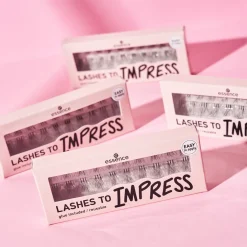 essence
LASHES TO IMPRESS
essence
LASHES TO IMPRESS
EASY
to apply
essence
LASHES TO IMPRESS
glue included / reusable
EASY
to apply
essence
LASHES TO IMPRESS
glue included / reusable